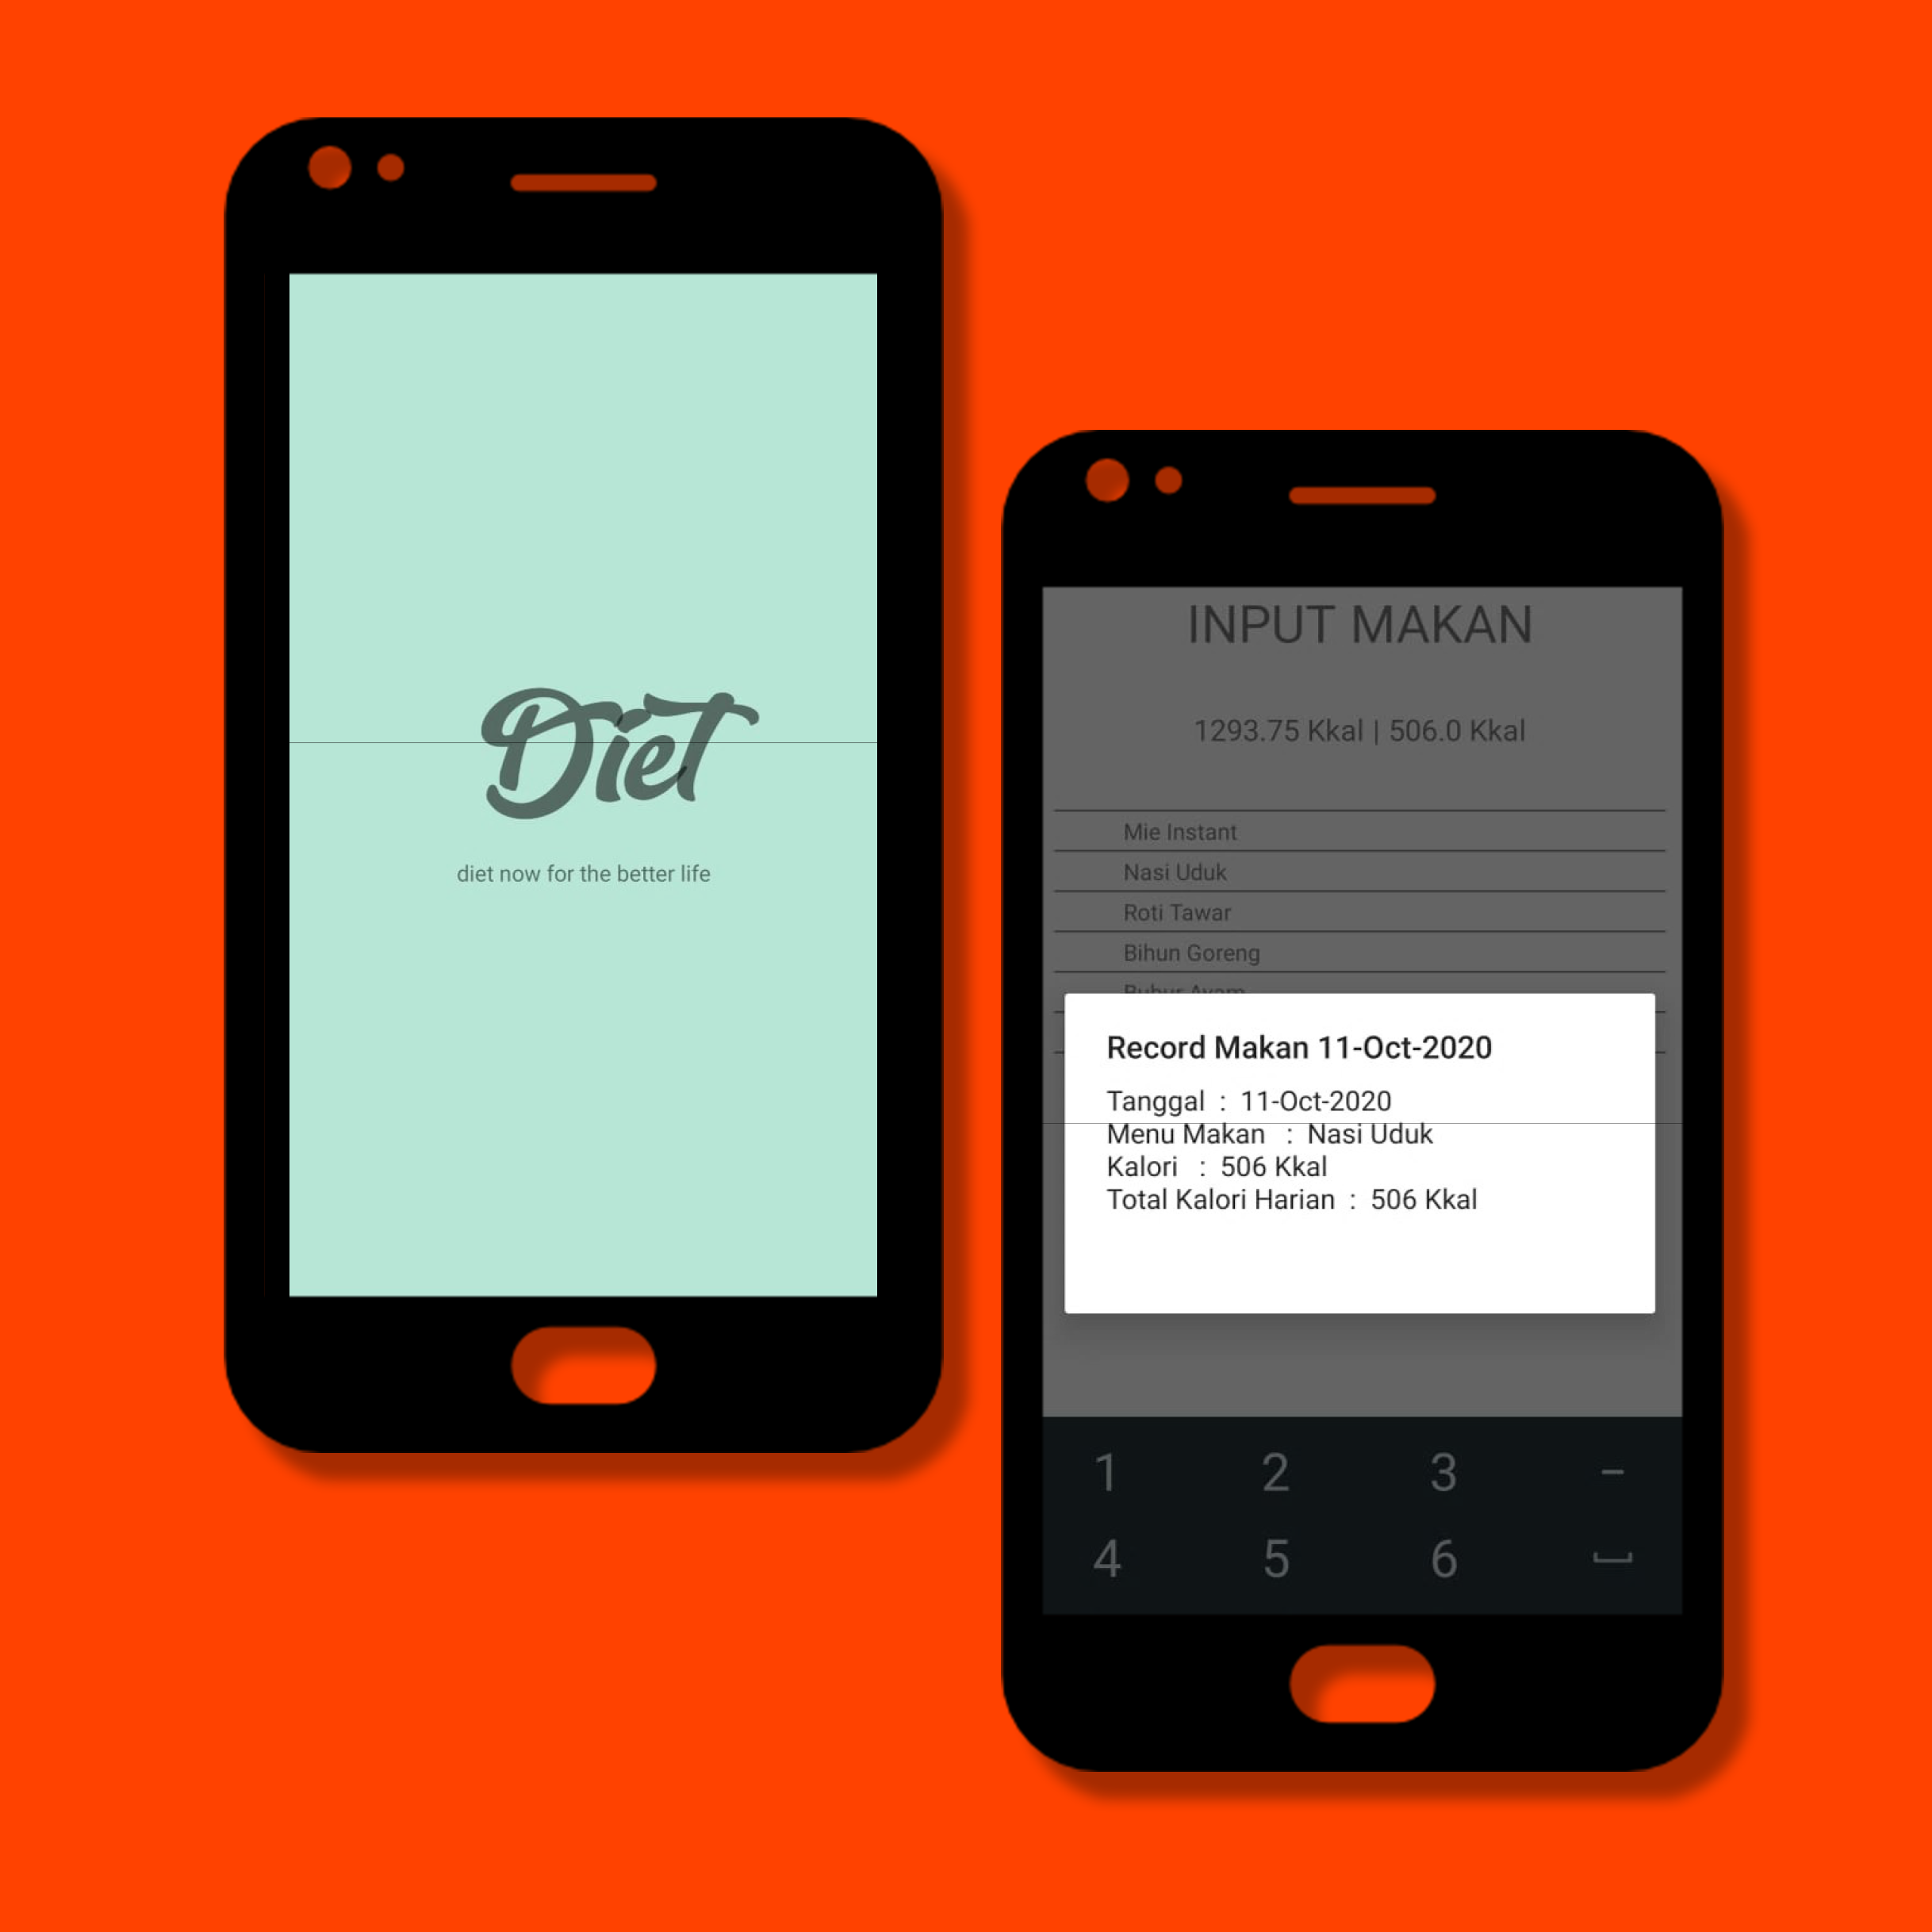 Diet
diet now for the better life
INPUT MAKAN
1293.75 Kkal | 506.0 Kkal
Mie Instant
Nasi Uduk
Roti Tawar
Bihun Goreng
Bubur Ayam
Record Makan 11-Oct-2020
Tanggal : 11-Oct-2020
Menu Makan : Nasi Uduk
Kalori : 506 Kkal
Total Kalori Harian : 506 Kkal
1 2 3 –
4 5 6